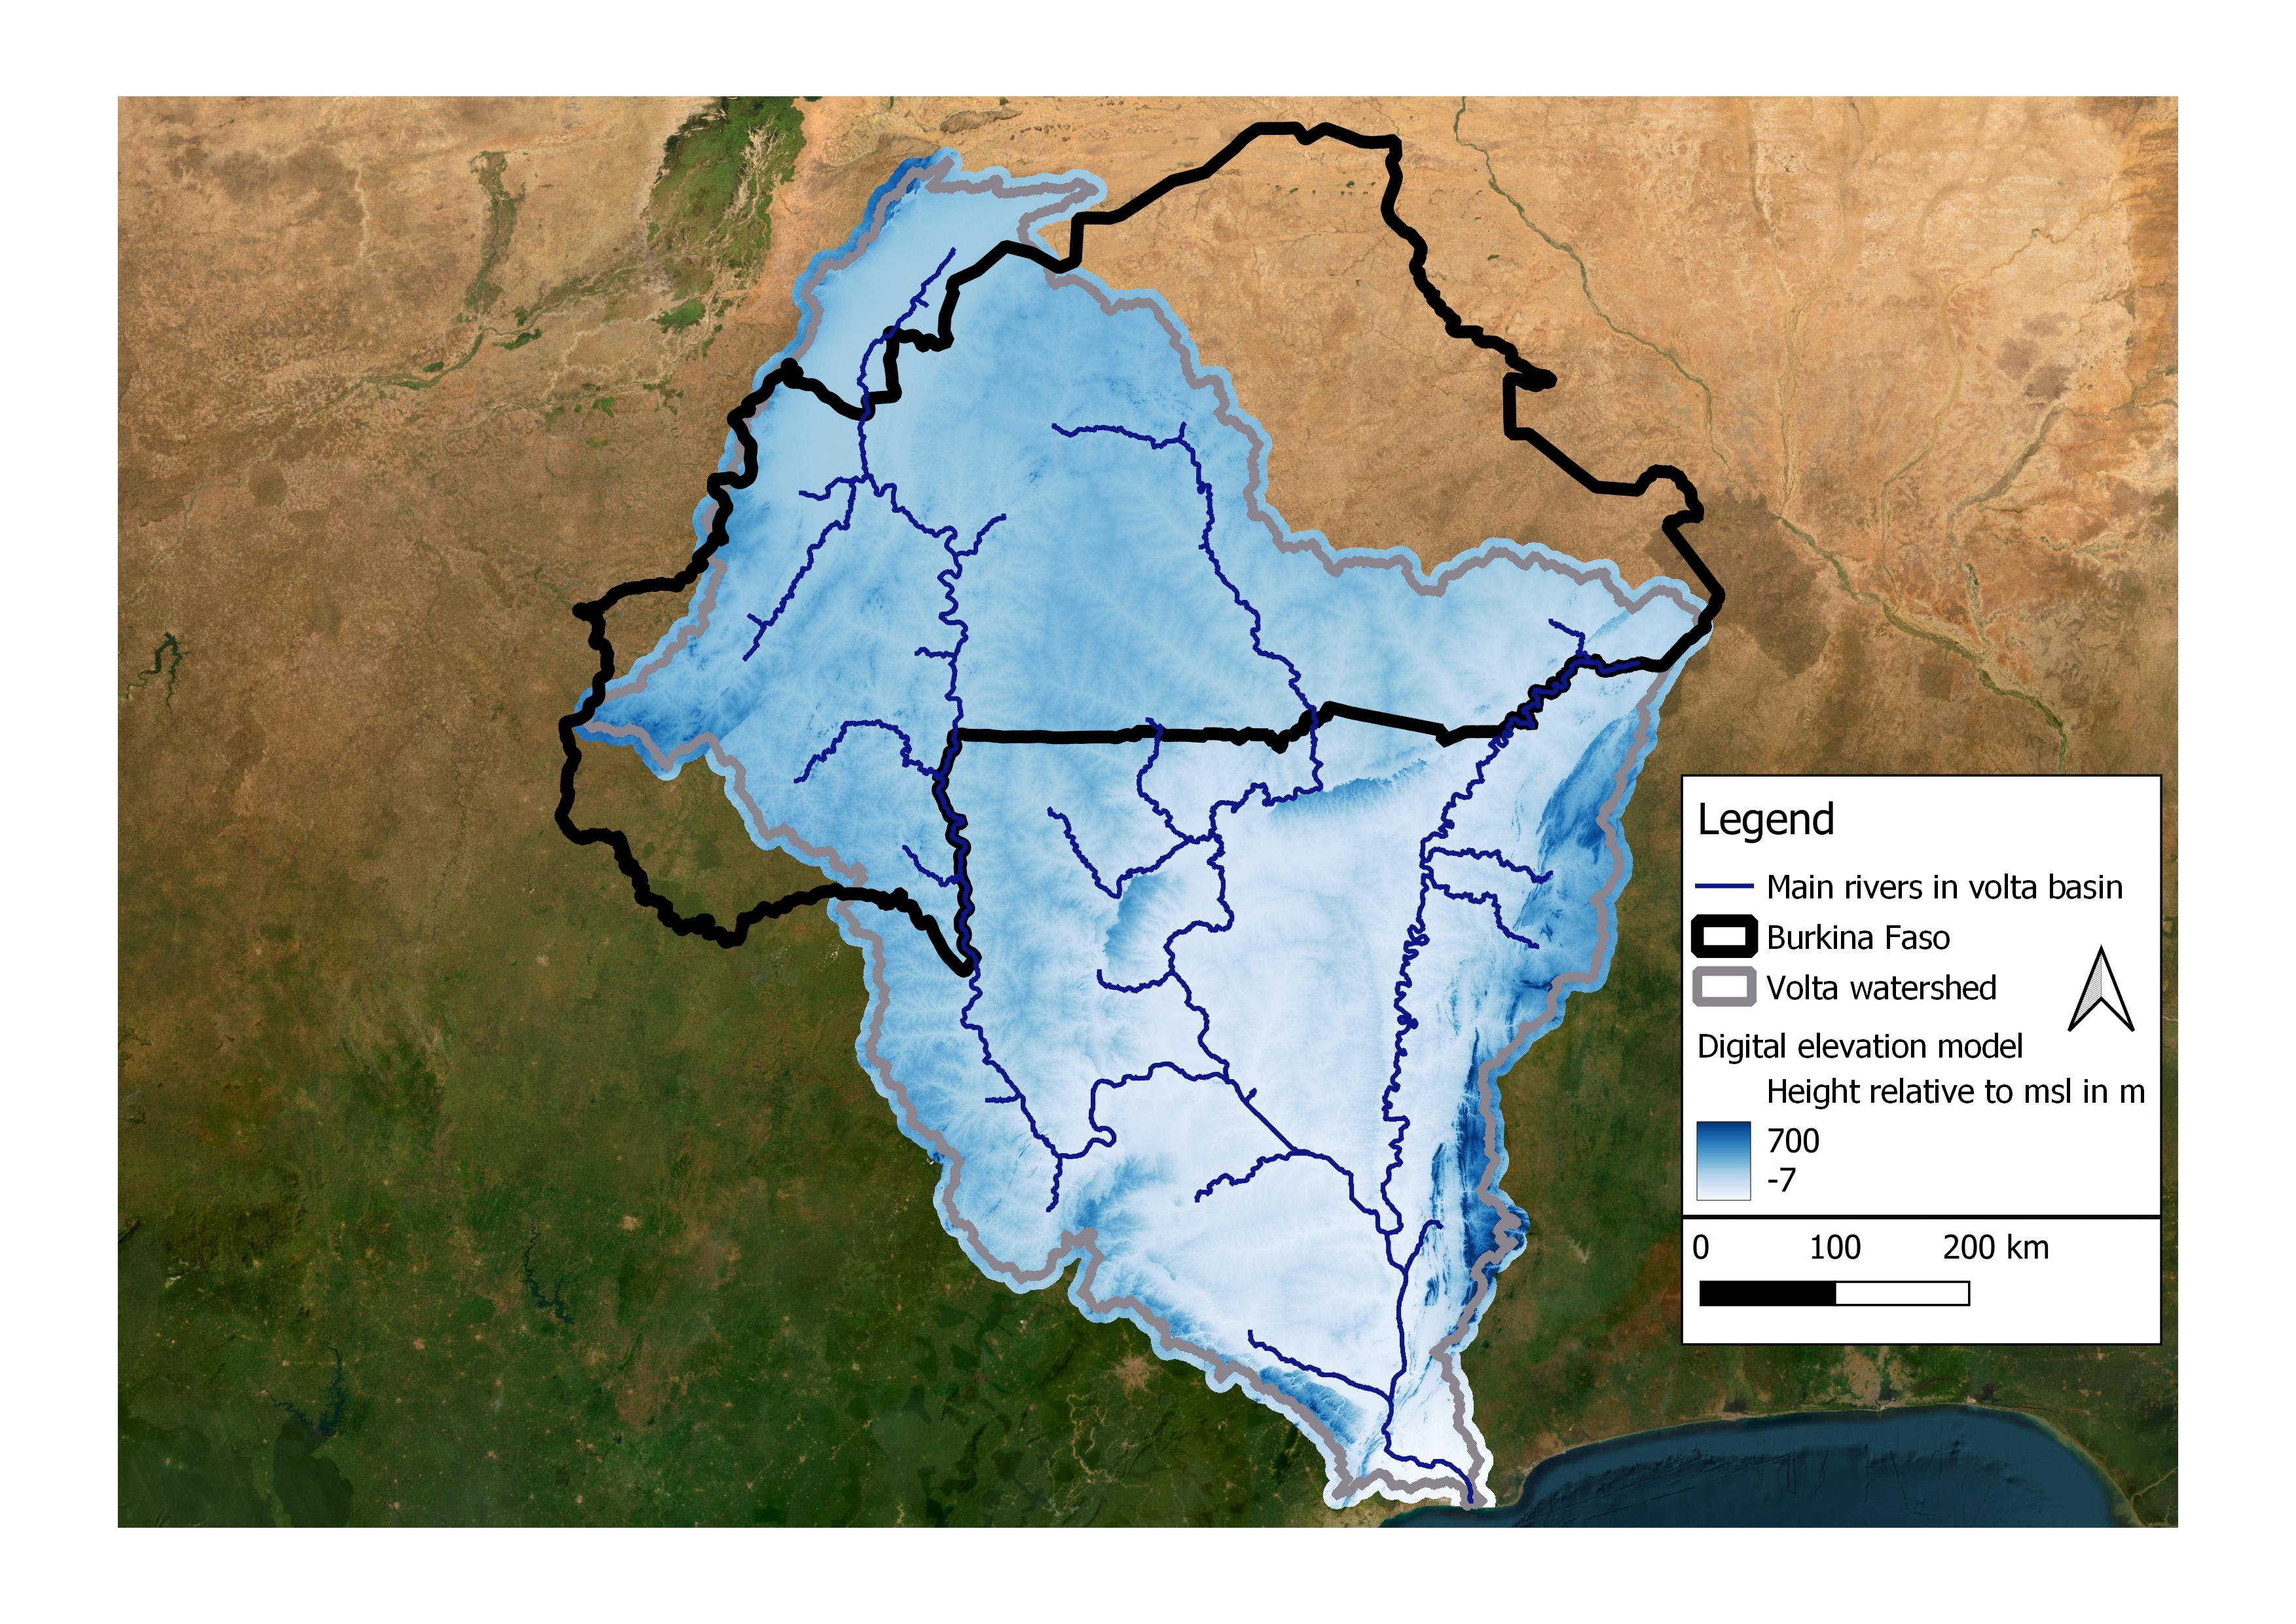 Legend
Main rivers in volta basin
Burkina Faso
Volta watershed
Digital elevation model
Height relative to msl in m
700
-7
0 100 200 km